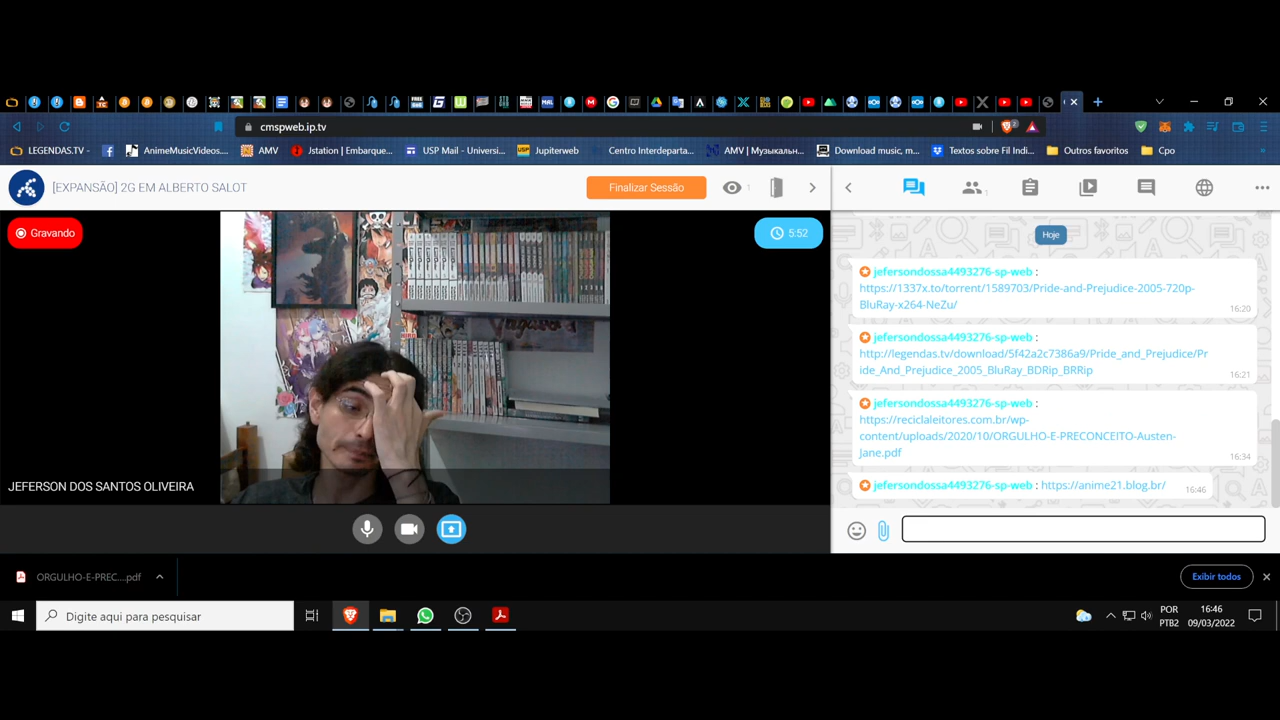 cmspweb.ip.tv
2
LEGENDAS.TV -
AnimeMusicVideos...
AMV
Jstation | Embarque...
USP Mail - Universi...
Jupiterweb
Centro Interdeparta...
AMV | Музыкальн...
Download music, m...
Textos sobre Fil Indi...
Outros favoritos
Cpo
[EXPANSÃO] 2G EM ALBERTO SALOT
Finalizar Sessão
1
1
Gravando
5:52
JEFERSON DOS SANTOS OLIVEIRA
Hoje
jefersondossa4493276-sp-web :
https://1337x.to/torrent/1589703/Pride-and-Prejudice-2005-720p-
BluRay-x264-NeZu/
16:20
jefersondossa4493276-sp-web :
http://legendas.tv/download/5f42a2c7386a9/Pride_and_Prejudice/Pr
ide_And_Prejudice_2005_BluRay_BDRip_BRRip
16:21
jefersondossa4493276-sp-web :
https://reciclaleitores.com.br/wp-
content/uploads/2020/10/ORGULHO-E-PRECONCEITO-Austen-
Jane.pdf
16:34
jefersondossa4493276-sp-web : https://anime21.blog.br/
16:46
ORGULHO-E-PREC....pdf
Exibir todos
Digite aqui para pesquisar
POR
PTB2
16:46
09/03/2022